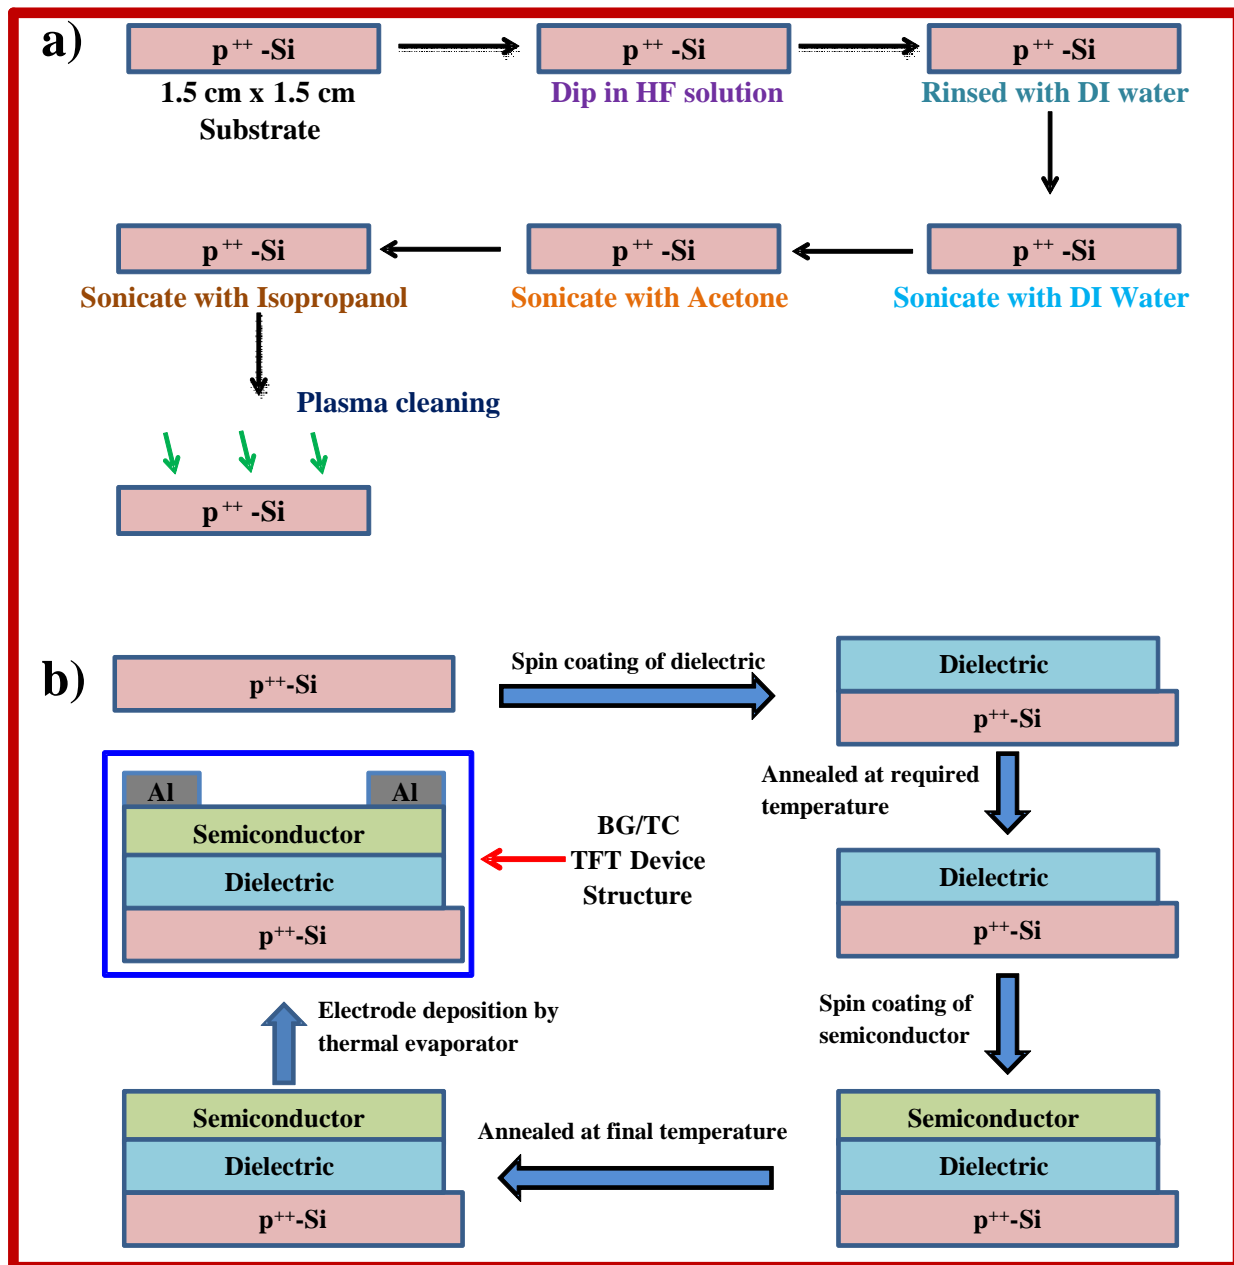 a)
p++ -Si
1.5 cm x 1.5 cm
Substrate
p++ -Si
Dip in HF solution
p++ -Si
Rinsed with DI water
p++ -Si
Sonicate with DI Water
p++ -Si
Sonicate with Acetone
p++ -Si
Sonicate with Isopropanol
Plasma cleaning
p++ -Si
b)
p++-Si
Spin coating of dielectric
Dielectric
p++-Si
Annealed at required
temperature
Dielectric
p++-Si
Spin coating of
semiconductor
Semiconductor
Dielectric
p++-Si
Annealed at final temperature
Semiconductor
Dielectric
p++-Si
Electrode deposition by
thermal evaporator
Al
Al
Semiconductor
Dielectric
p++-Si
BG/TC
TFT Device
Structure